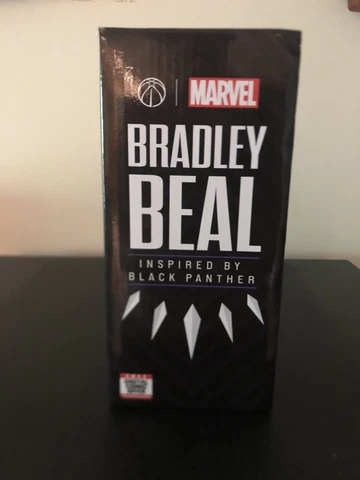 MARVEL
BRADLEY
BEAL
INSPIRED BY
BLACK PANTHER